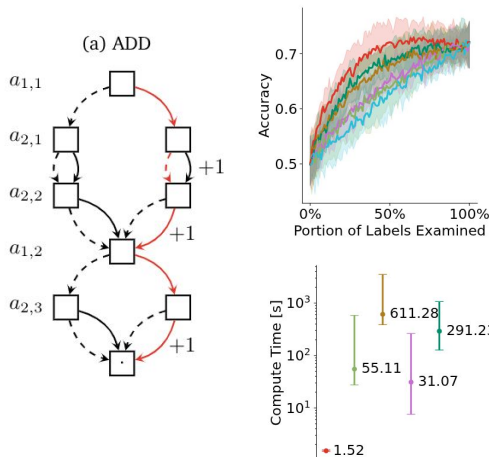 (a) ADD
a1,1
a2,1
+1
a2,2
+1
a1,2
a2,3
+1
Accuracy
0.7
0.6
0.5
0% 50% 100%
Portion of Labels Examined
Compute Time [s]
10³
10²
10¹
611.28
291.21
55.11
31.07
1.52